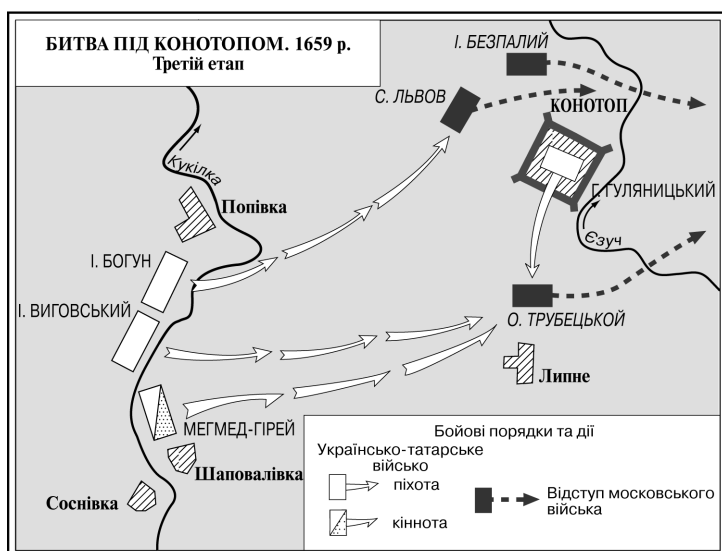 БИТВА ПІД КОНОТОПОМ. 1659 р.
Третій етап
І. БЕЗПАЛИЙ
С. ЛЬВОВ
КОНОТОП
Кукілка
Попівка
Г. ГУЛЯНИЦЬКИЙ
Єзуч
І. БОГУН
І. ВИГОВСЬКИЙ
О. ТРУБЕЦЬКОЙ
Липне
МЕГМЕД-ГІРЕЙ
Шаповалівка
Соснівка
Бойові порядки та дії
Українсько-татарське
військо
піхота
кіннота
Відступ московського
війська